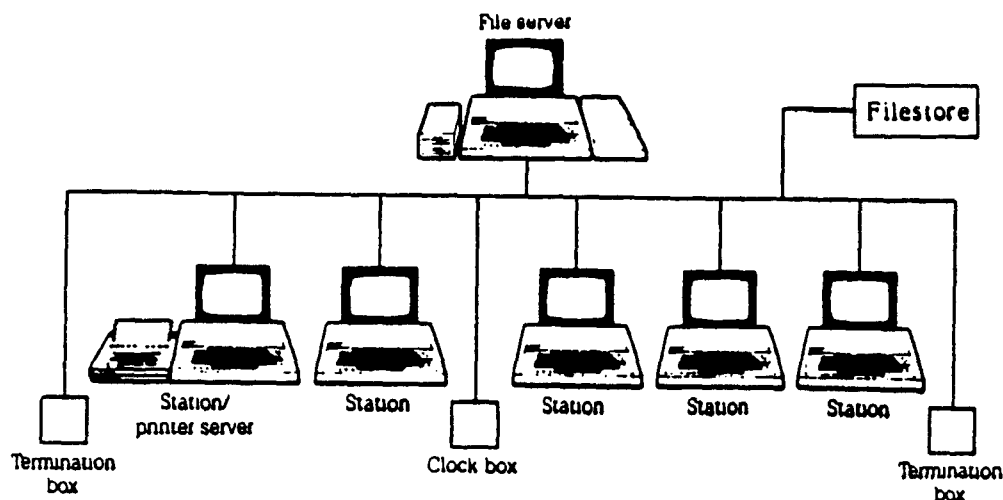 File server
Filestore
Station/
printer server
Station
Station
Station
Station
Termination
box
Clock box
Termination
box